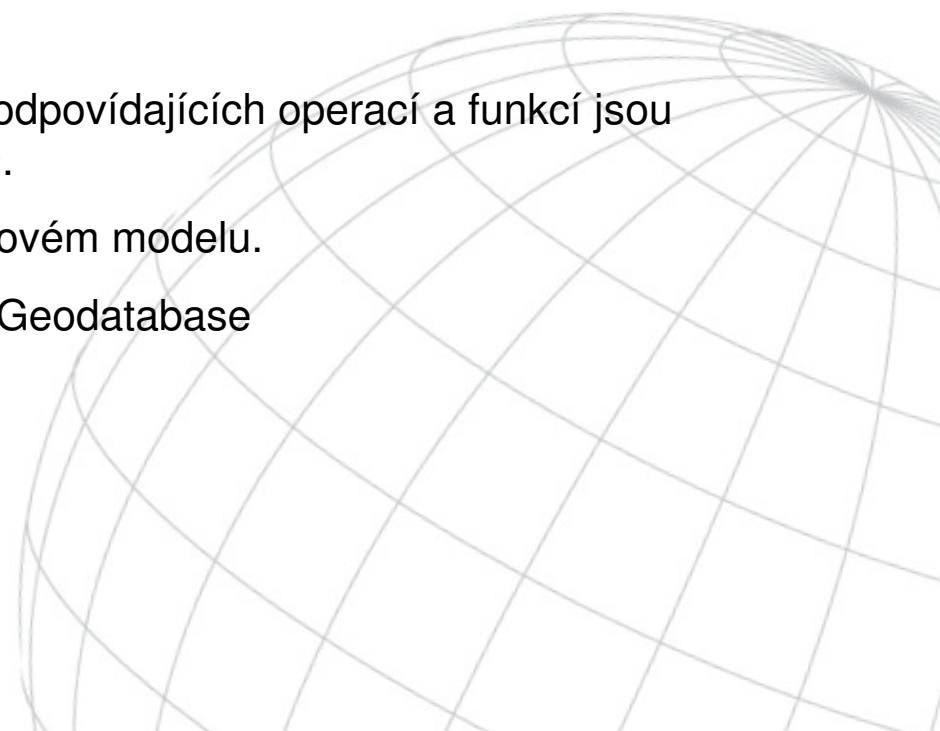 odpovídajících operací a funkcí jsou
.
ovém modelu.
Geodatabase